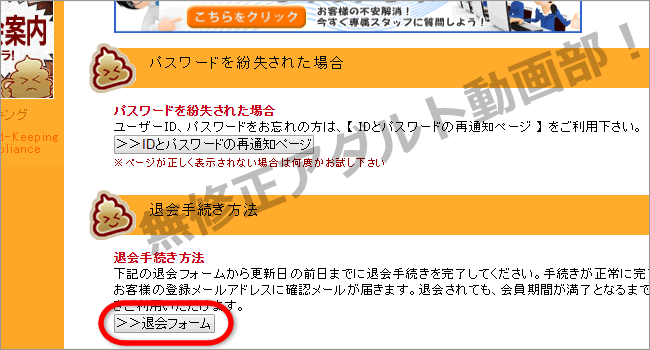 こちらをクリック
お客様の不安解消！
今すぐ専属スタッフに質問しよう！
会案内
ラ！
キング
d-Keeping
pliance
パスワードを紛失された場合
パスワードを紛失された場合
ユーザーID、パスワードをお忘れの方は、【 IDとパスワードの再通知ページ 】をご利用下さい。
>>IDとパスワードの再通知ページ
※ページが正しく表示されない場合は何度かお試し下さい
退会手続き方法
退会手続き方法
下記の退会フォームから更新日の前日までに退会手続きを完了してください。手続きが正常に完
お客様の登録メールアドレスに確認メールが届きます。退会されても、会員期間が満了となるまで
をご利用いただけます。
>>退会フォーム
無修正アダルト動画部！